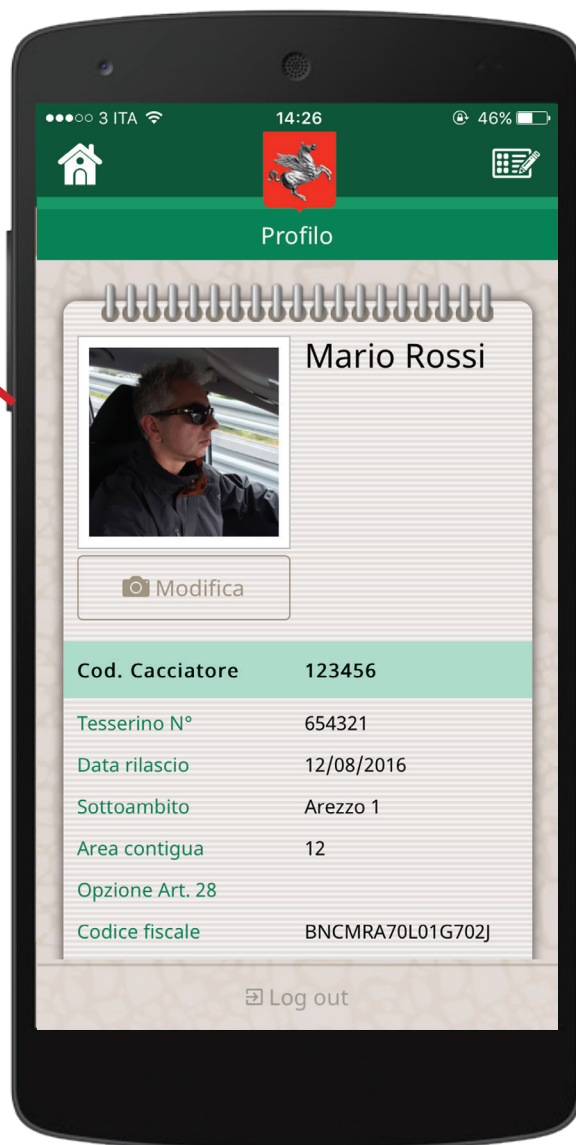 3 ITA 14:26 46%
Profilo
Mario Rossi
Modifica
Cod. Cacciatore 123456
Tesserino N° 654321
Data rilascio 12/08/2016
Sottoambito Arezzo 1
Area contigua 12
Opzione Art. 28
Codice fiscale BNCMRA70L01G702J
Log out